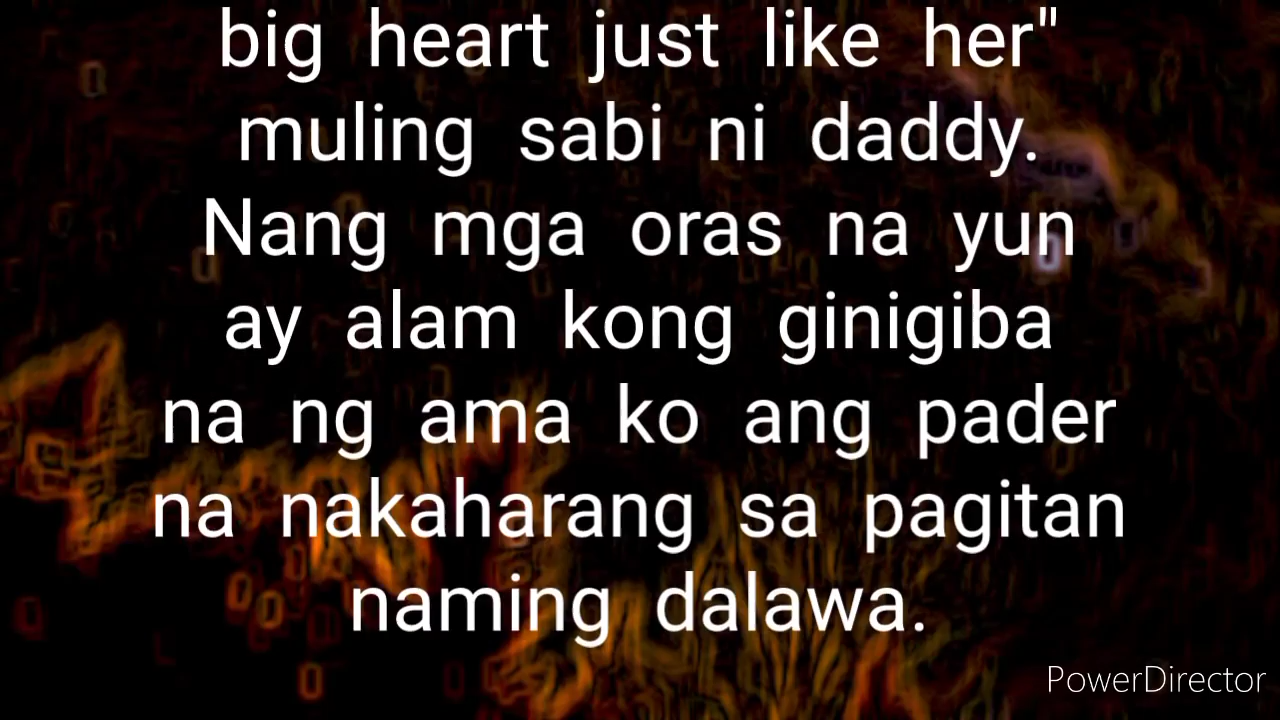 big heart just like her"
muling sabi ni daddy.
Nang mga oras na yun
ay alam kong ginigiba
na ng ama ko ang pader
na nakaharang sa pagitan
naming dalawa.
PowerDirector